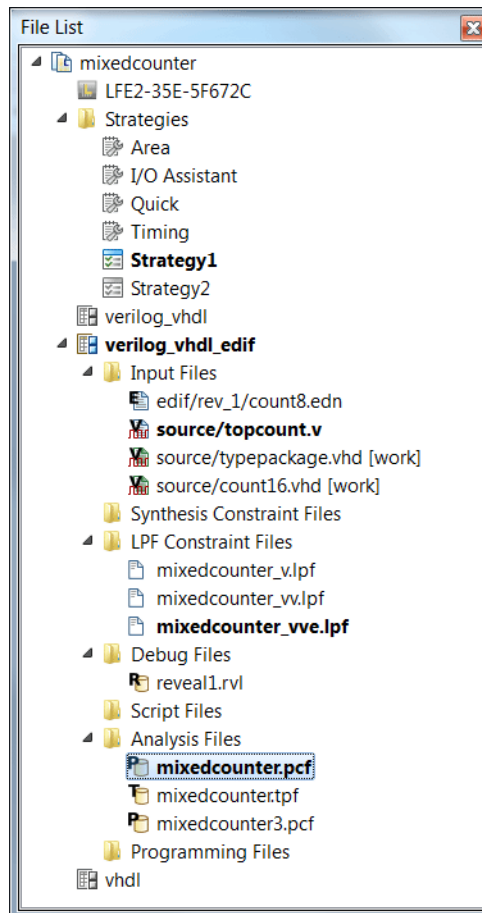 File List
mixedcounter
LFE2-35E-5F672C
Strategies
Area
I/O Assistant
Quick
Timing
Strategy1
Strategy2
verilog_vhdl
verilog_vhdl_edif
Input Files
edif/rev_1/count8.edn
source/topcount.v
source/typepackage.vhd [work]
source/count16.vhd [work]
Synthesis Constraint Files
LPF Constraint Files
mixedcounter_v.lpf
mixedcounter_vv.lpf
mixedcounter_vve.lpf
Debug Files
reveal1.rvl
Script Files
Analysis Files
mixedcounter.pcf
mixedcounter.tpf
mixedcounter3.pcf
Programming Files
vhdl